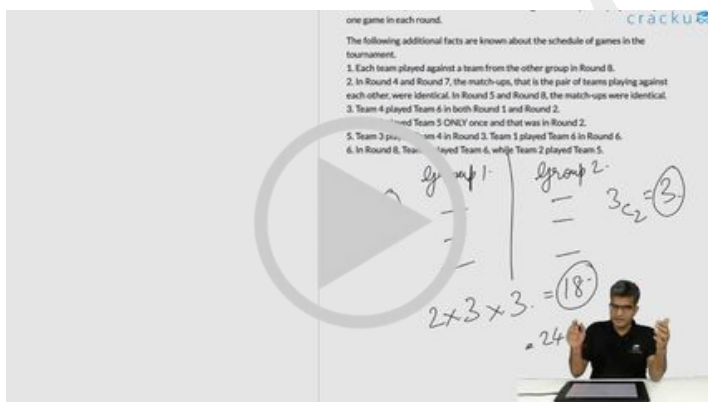 cracku
one game in each round.
The following additional facts are known about the schedule of games in the
tournament.
1. Each team played against a team from the other group in Round 8.
2. In Round 4 and Round 7, the match-ups, that is the pair of teams playing against
each other, were identical. In Round 5 and Round 8, the match-ups were identical.
3. Team 4 played Team 6 in both Round 1 and Round 2.
played Team 5 ONLY once and that was in Round 2.
5. Team 3 Team 4 in Round 3. Team 1 played Team 6 in Round 6.
6. In Round 8, Team played Team 6, while Team 2 played Team 5.
Group 1. Group 2.
3c2 = 3
2x3x3. = 18
24